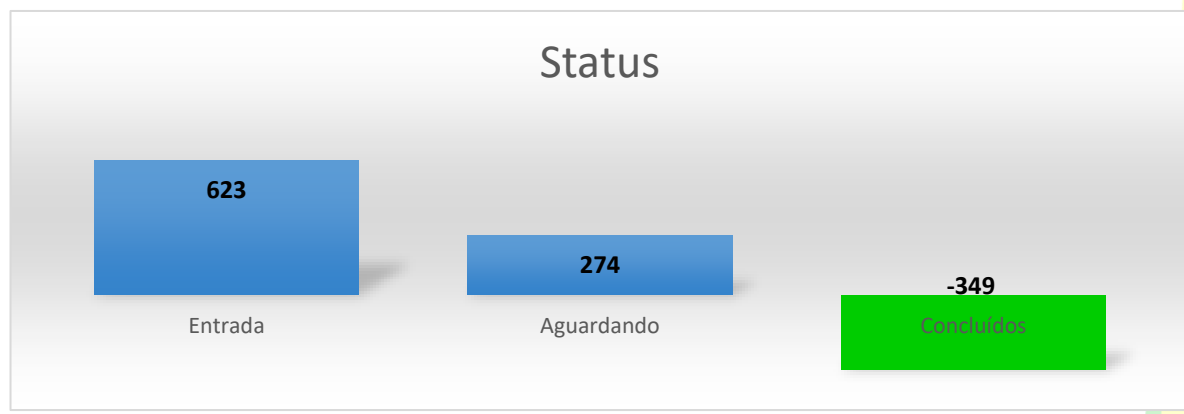 Status
623
274
-349
Entrada
Aguardando
Concluídos